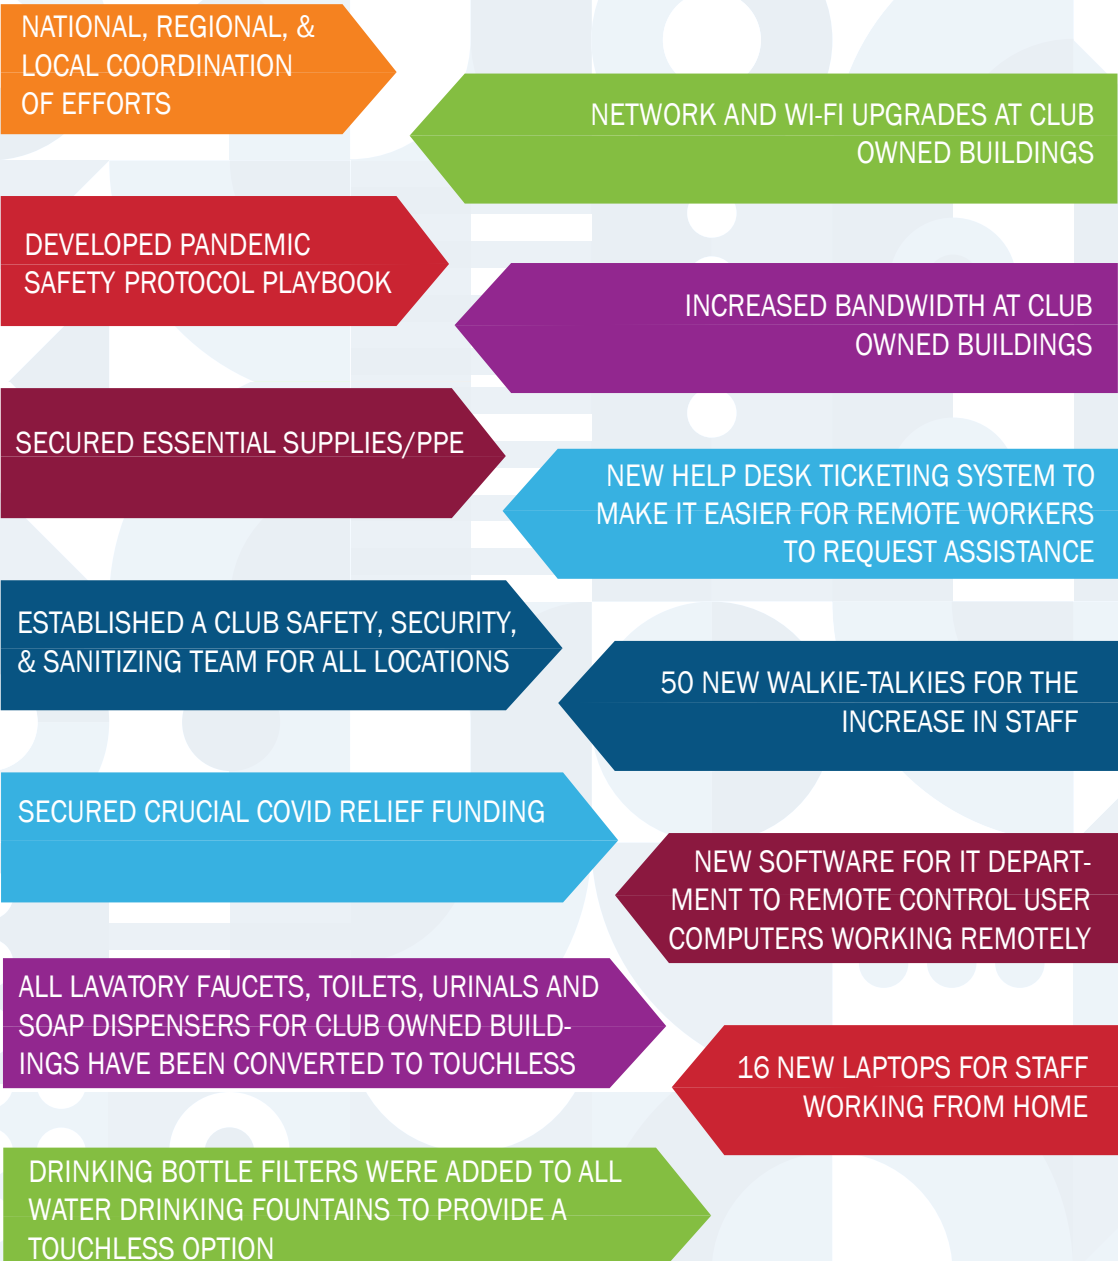 NATIONAL, REGIONAL, &
LOCAL COORDINATION
OF EFFORTS
NETWORK AND WI-FI UPGRADES AT CLUB
OWNED BUILDINGS
DEVELOPED PANDEMIC
SAFETY PROTOCOL PLAYBOOK
INCREASED BANDWIDTH AT CLUB
OWNED BUILDINGS
SECURED ESSENTIAL SUPPLIES/PPE
NEW HELP DESK TICKETING SYSTEM TO
MAKE IT EASIER FOR REMOTE WORKERS
TO REQUEST ASSISTANCE
ESTABLISHED A CLUB SAFETY, SECURITY,
& SANITIZING TEAM FOR ALL LOCATIONS
50 NEW WALKIE-TALKIES FOR THE
INCREASE IN STAFF
SECURED CRUCIAL COVID RELIEF FUNDING
NEW SOFTWARE FOR IT DEPART-
MENT TO REMOTE CONTROL USER
COMPUTERS WORKING REMOTELY
ALL LAVATORY FAUCETS, TOILETS, URINALS AND
SOAP DISPENSERS FOR CLUB OWNED BUILD-
INGS HAVE BEEN CONVERTED TO TOUCHLESS
16 NEW LAPTOPS FOR STAFF
WORKING FROM HOME
DRINKING BOTTLE FILTERS WERE ADDED TO ALL
WATER DRINKING FOUNTAINS TO PROVIDE A
TOUCHLESS OPTION